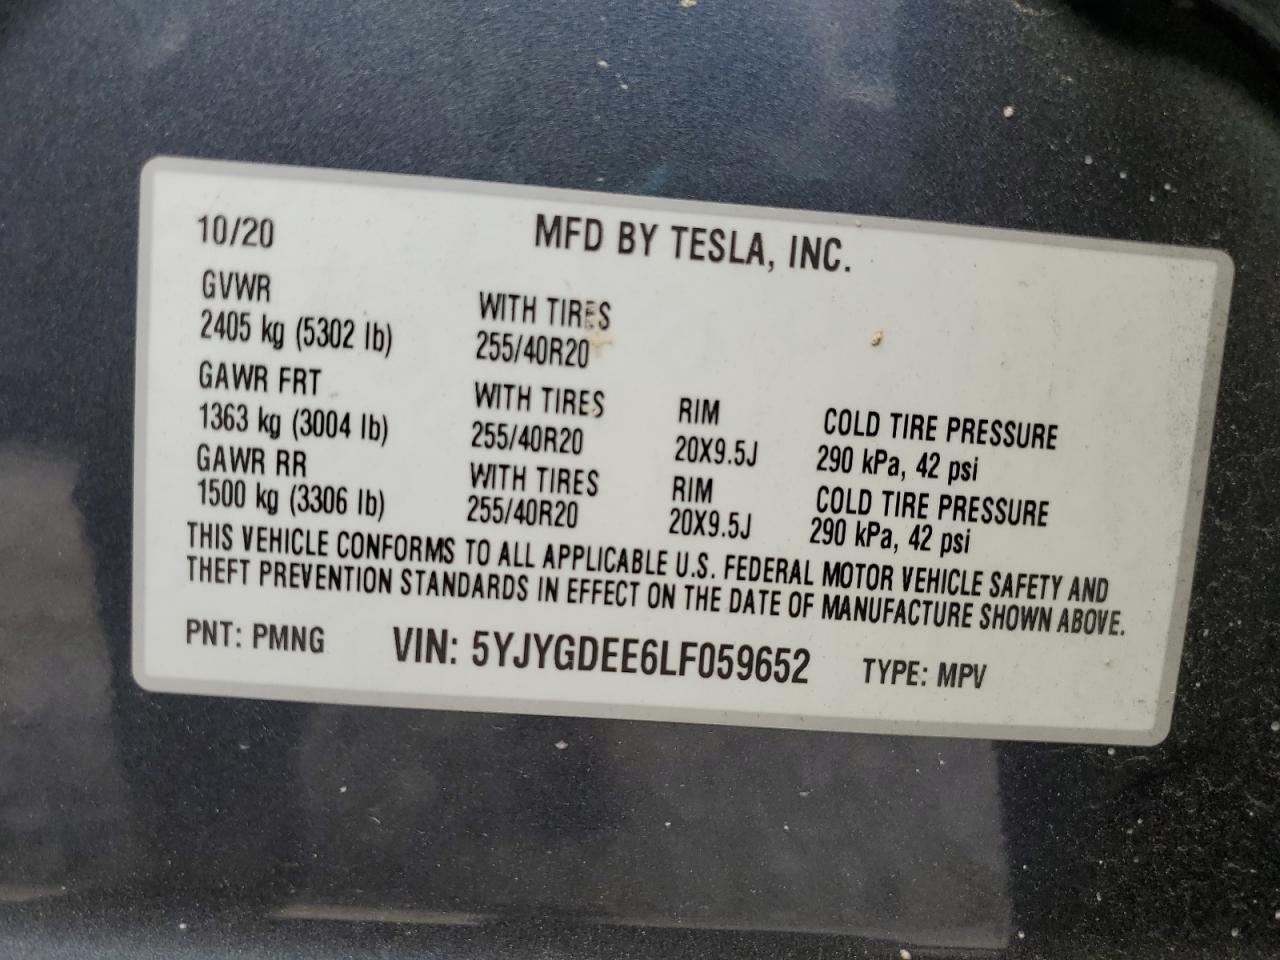 10/20 MFD BY TESLA, INC.
GVWR WITH TIRES
2405 kg (5302 lb) 255/40R20
GAWR FRT WITH TIRES RIM COLD TIRE PRESSURE
1363 kg (3004 lb) 255/40R20 20X9.5J 290 kPa, 42 psi
GAWR RR WITH TIRES RIM COLD TIRE PRESSURE
1500 kg (3306 lb) 255/40R20 20X9.5J 290 kPa, 42 psi
THIS VEHICLE CONFORMS TO ALL APPLICABLE U.S. FEDERAL MOTOR VEHICLE SAFETY AND
THEFT PREVENTION STANDARDS IN EFFECT ON THE DATE OF MANUFACTURE SHOWN ABOVE.
PNT: PMNG VIN: 5YJYGDEE6LF059652 TYPE: MPV